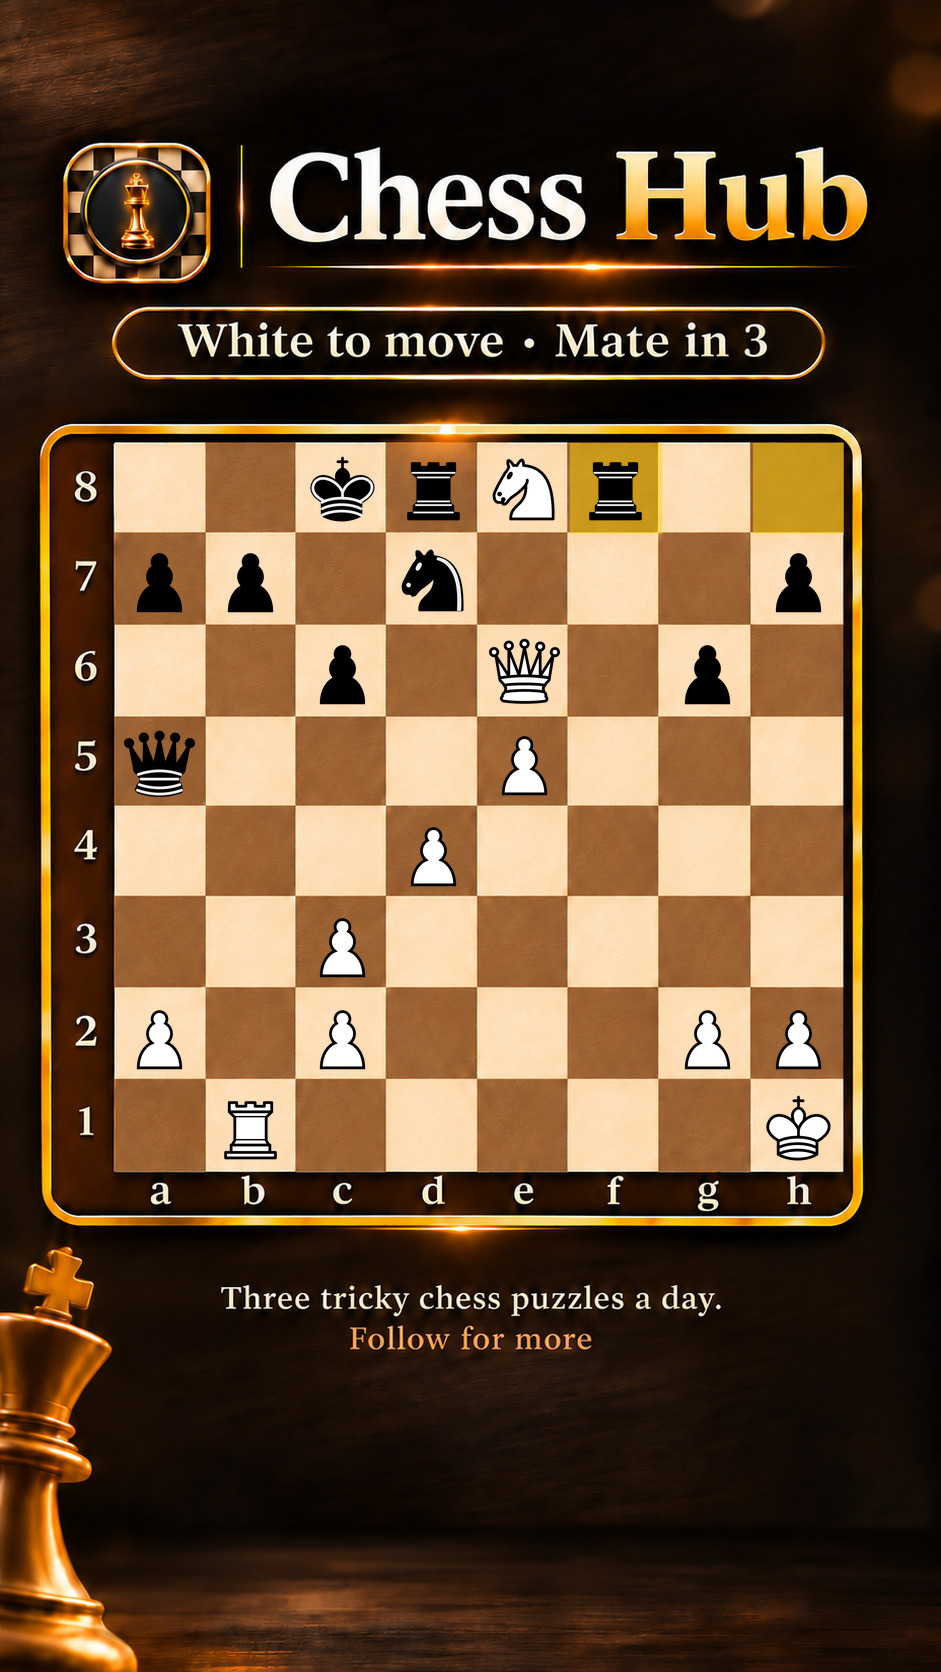 Chess Hub
White to move • Mate in 3
8
7
6
5
4
3
2
1
a b c d e f g h
Three tricky chess puzzles a day.
Follow for more